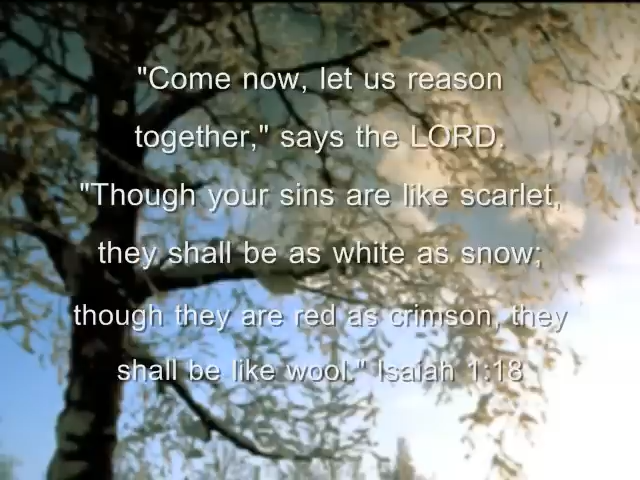 "Come now, let us reason
together," says the LORD.
"Though your sins are like scarlet,
they shall be as white as snow;
though they are red as crimson, they
shall be like wool." Isaiah 1:18